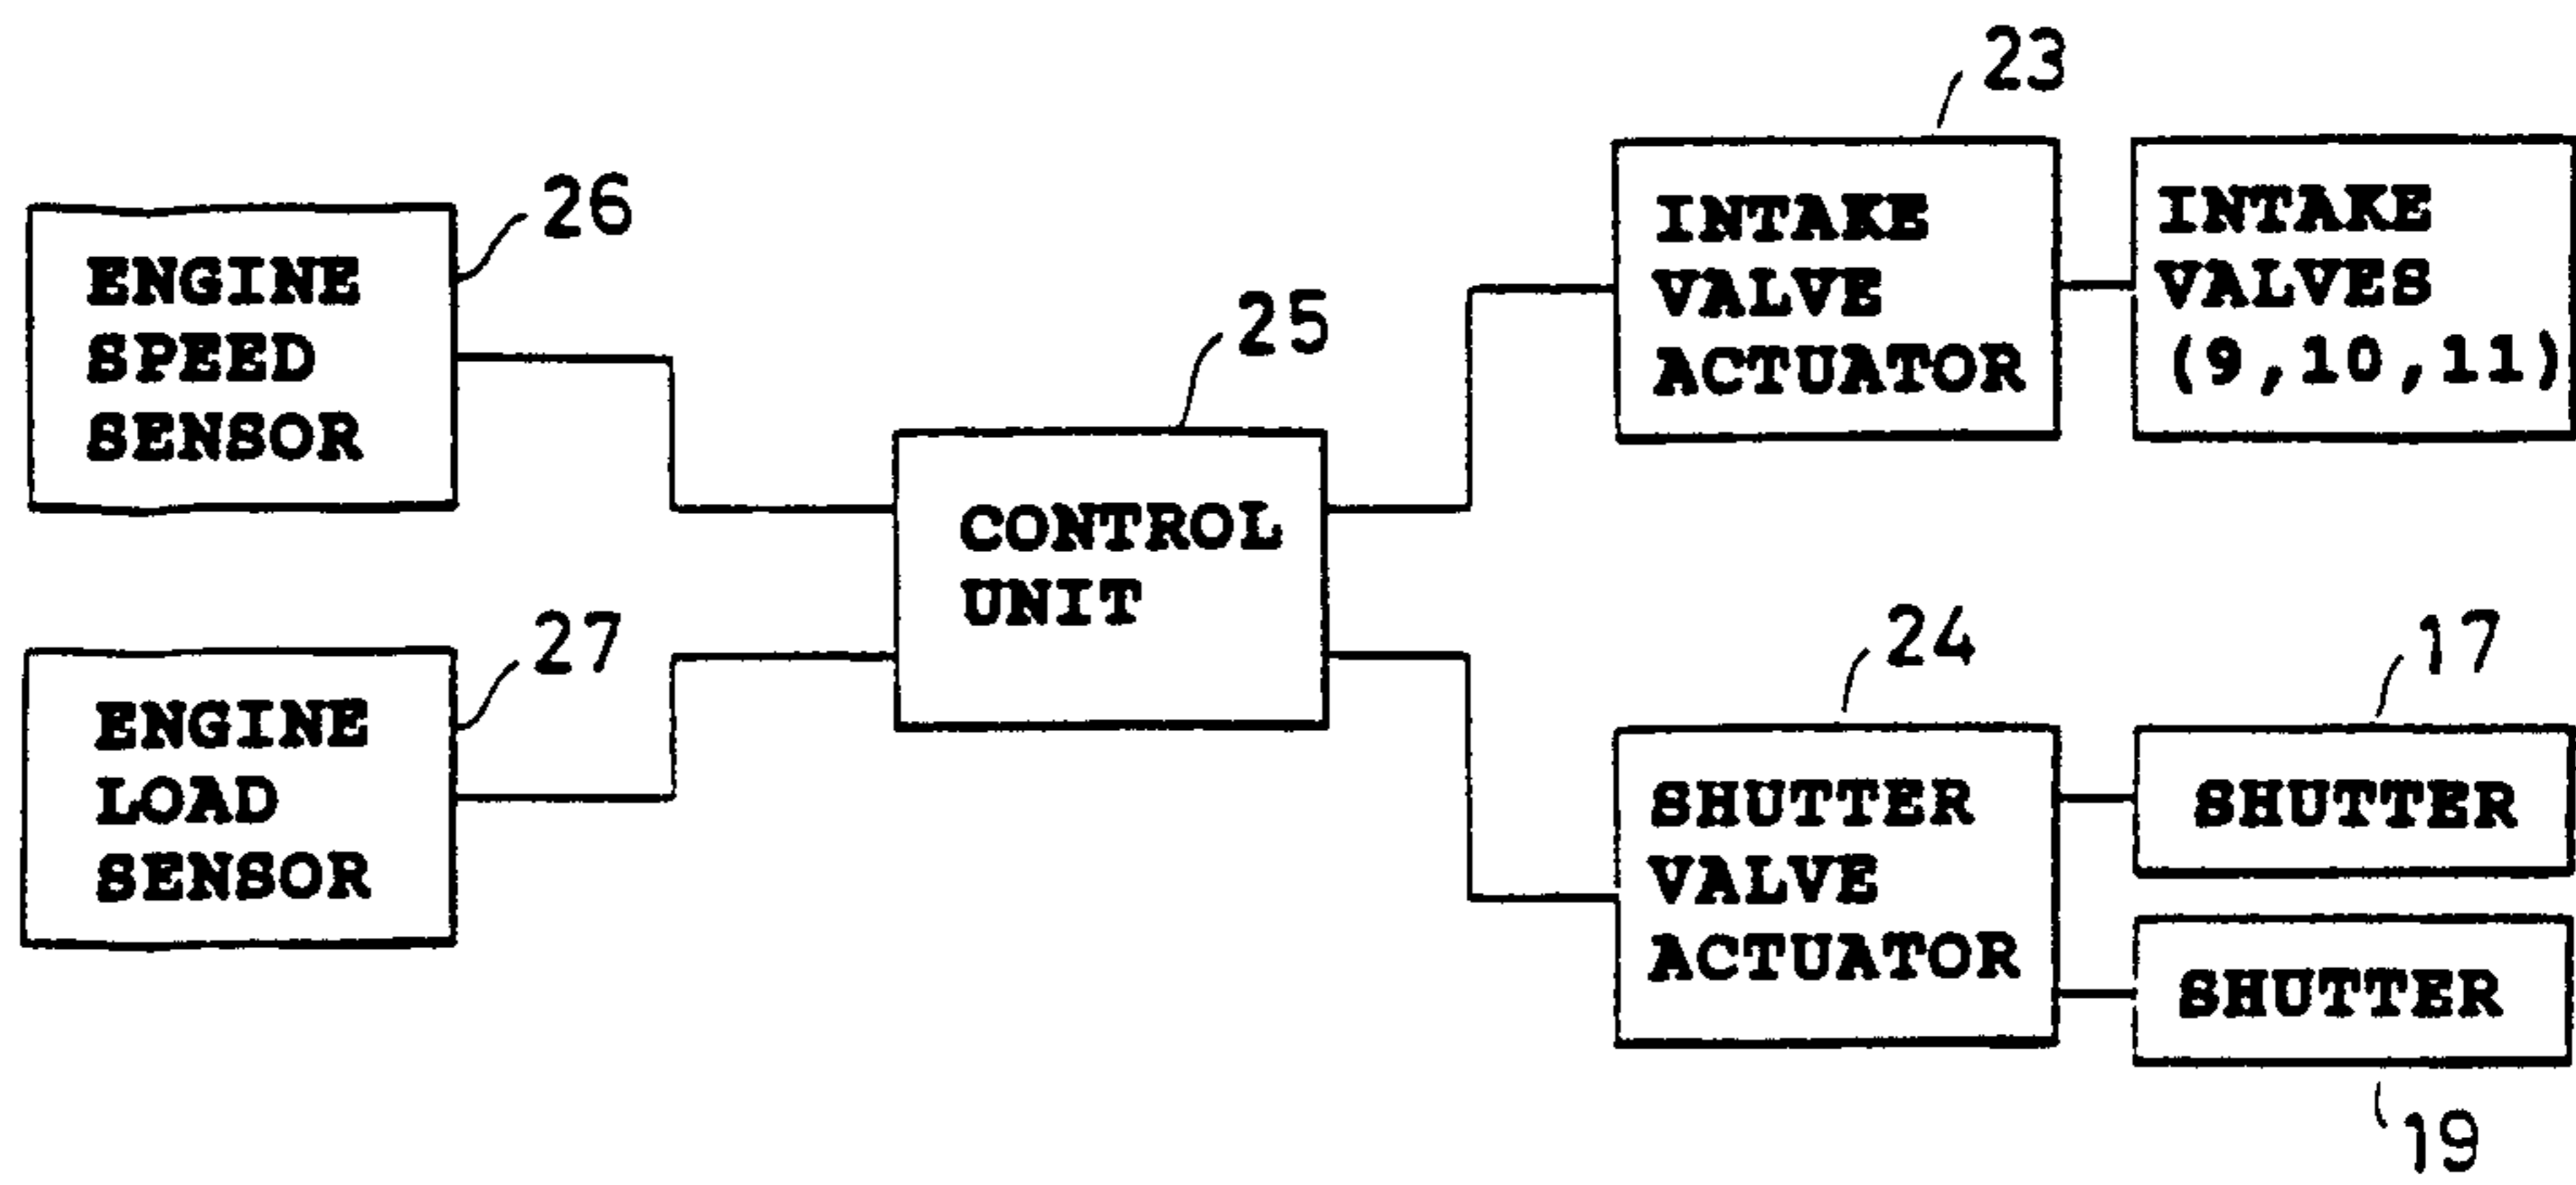 26
ENGINE
SPEED
SENSOR
27
ENGINE
LOAD
SENSOR
25
CONTROL
UNIT
23
INTAKE
VALVE
ACTUATOR
INTAKE
VALVES
(9,10,11)
24
SHUTTER
VALVE
ACTUATOR
17
SHUTTER
SHUTTER
19